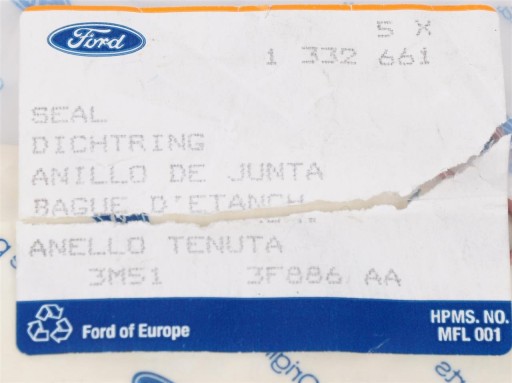 Ford
5 X
1 332 661
SEAL
DICHTRING
ANILLO DE JUNTA
BAGUE D'ETANCH.
ANELLO TENUTA
3M51 3F886 AA
Ford of Europe
HPMS. NO.
MFL 001